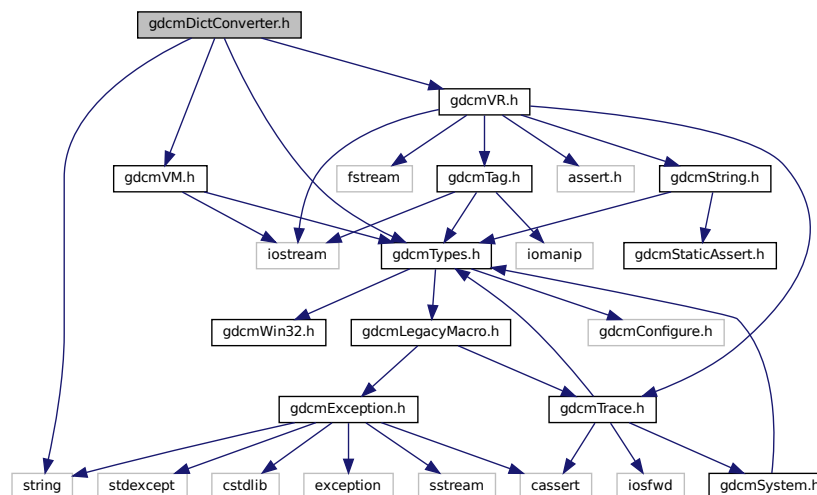 gdcmDictConverter.h
gdcmVR.h
gdcmVM.h
fstream
gdcmTag.h
assert.h
gdcmString.h
iostream
gdcmTypes.h
iomanip
gdcmStaticAssert.h
gdcmWin32.h
gdcmLegacyMacro.h
gdcmConfigure.h
gdcmException.h
gdcmTrace.h
string
stdexcept
cstdlib
exception
sstream
cassert
iosfwd
gdcmSystem.h